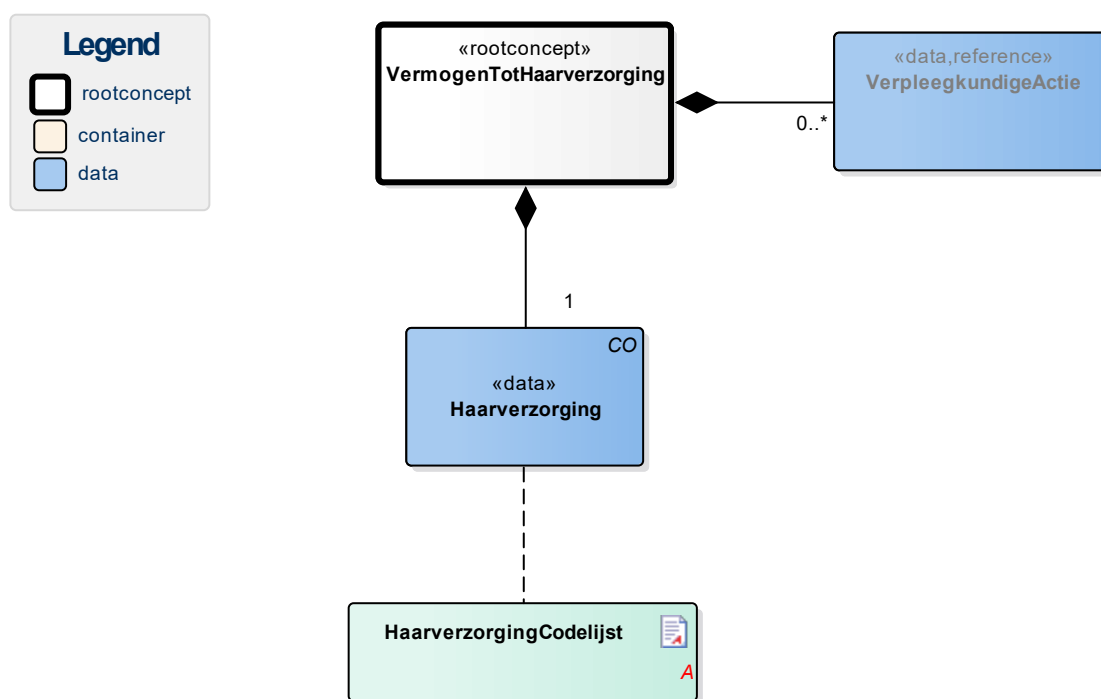 Legend
rootconcept
container
data
«rootconcept»
VermogenTotHaarverzorging
«data,reference»
VerpleegkundigeActie
0..*
1
CO
«data»
Haarverzorging
HaarverzorgingCodelijst
A